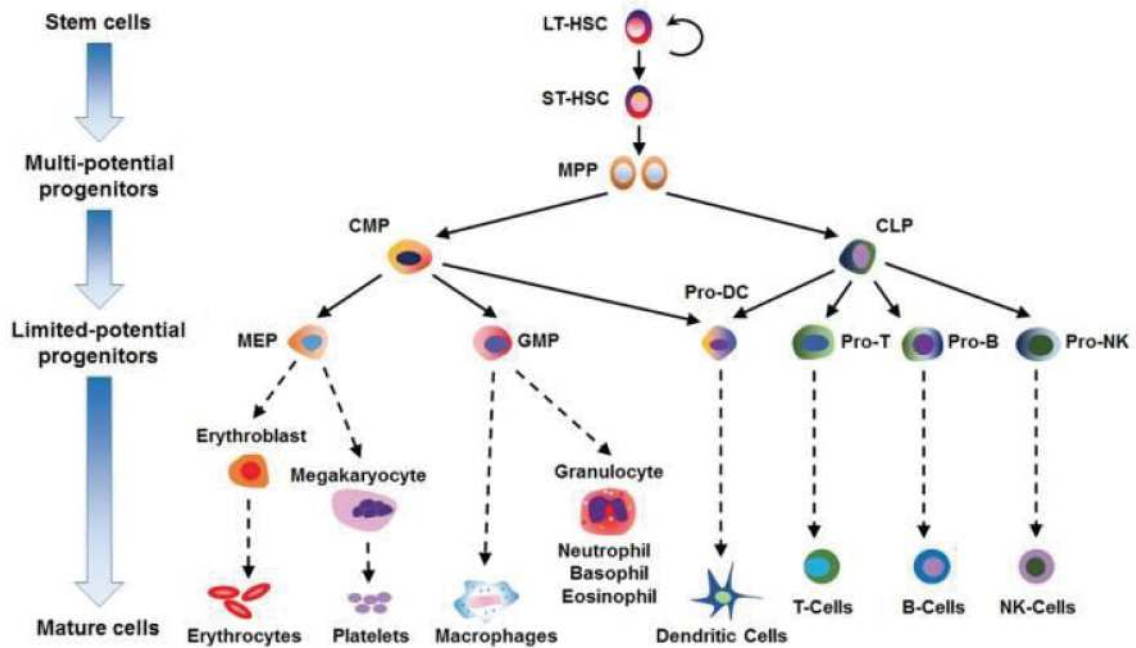 Stem cells
Multi-potential
progenitors
Limited-potential
progenitors
Mature cells
LT-HSC
ST-HSC
MPP
CMP
CLP
MEP
GMP
Pro-DC
Pro-T
Pro-B
Pro-NK
Erythroblast
Megakaryocyte
Granulocyte
Neutrophil
Basophil
Eosinophil
Erythrocytes
Platelets
Macrophages
Dendritic Cells
T-Cells
B-Cells
NK-Cells